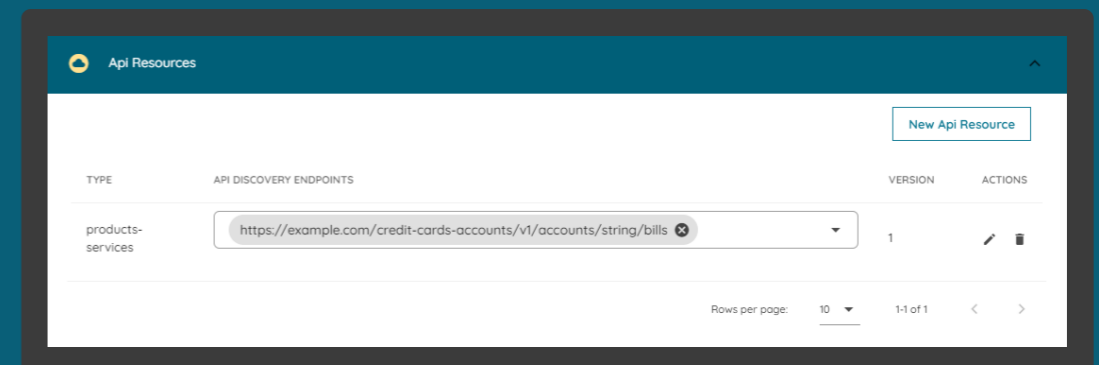 Api Resources
New Api Resource
TYPE API DISCOVERY ENDPOINTS VERSION ACTIONS
products-
services
https://example.com/credit-cards-accounts/v1/accounts/string/bills
1
Rows per page: 10 1-1 of 1